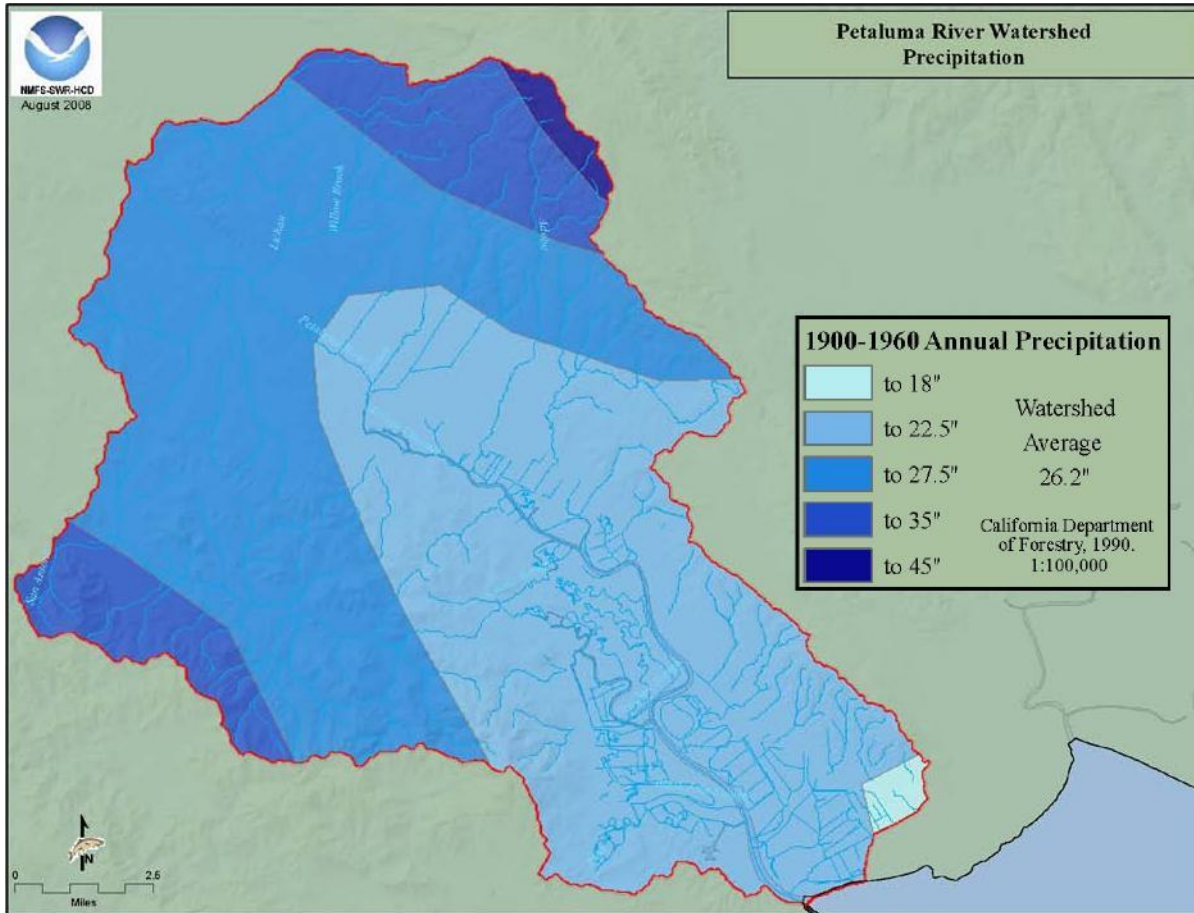 NMFS-SWR-HCD
August 2008
Petaluma River Watershed
Precipitation
Willow Brook
1900-1960 Annual Precipitation
to 18"
to 22.5"
to 27.5"
to 35"
to 45"
Watershed
Average
26.2"
California Department
of Forestry, 1990.
1:100,000
San
N
0
2.5
Miles